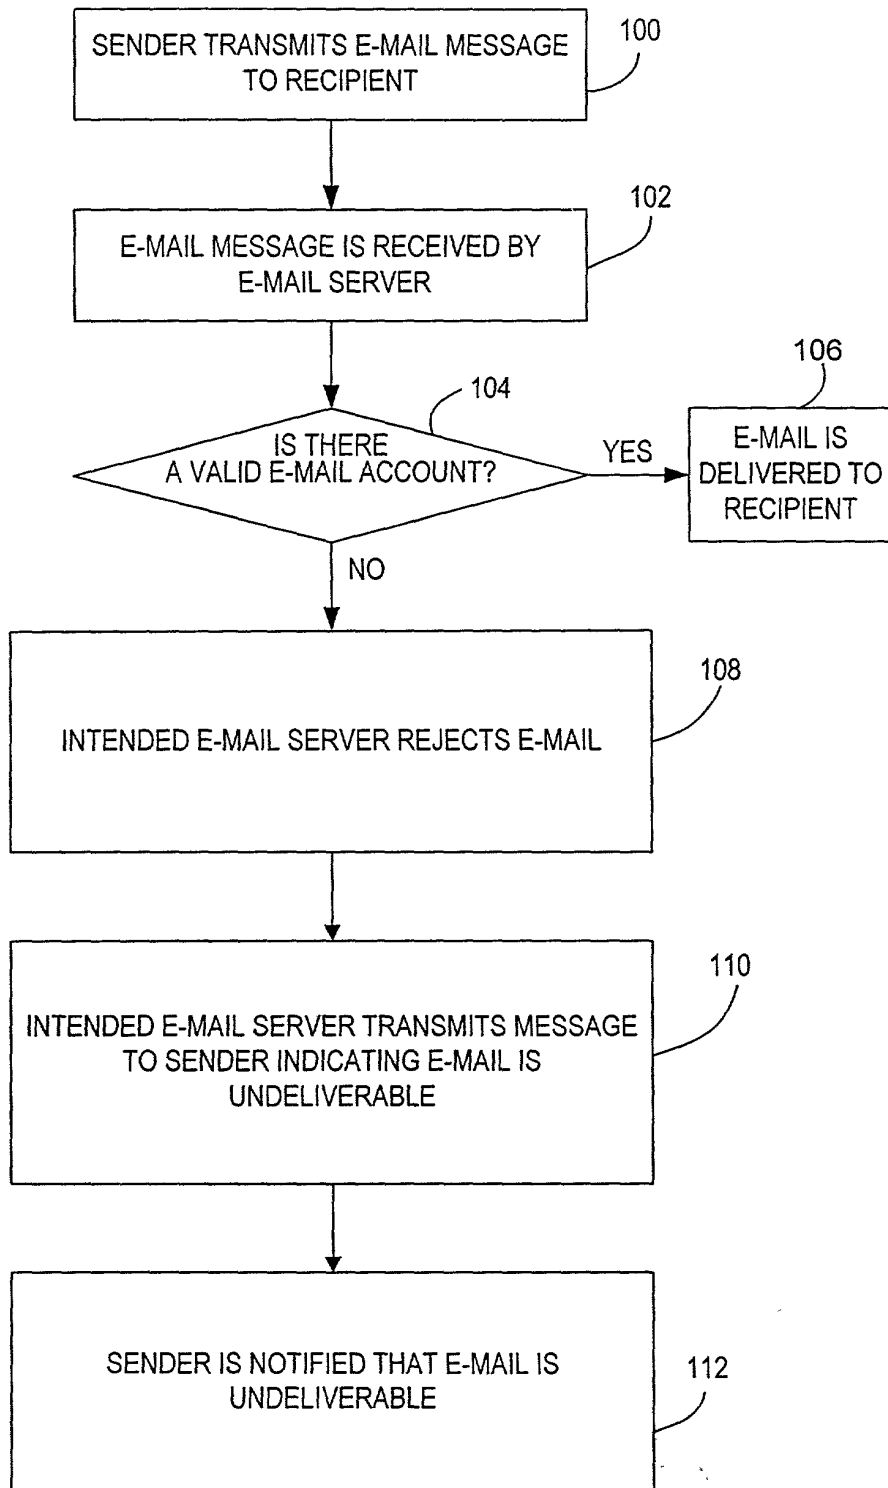 SENDER TRANSMITS E-MAIL MESSAGE
TO RECIPIENT
100
E-MAIL MESSAGE IS RECEIVED BY
E-MAIL SERVER
102
IS THERE
A VALID E-MAIL ACCOUNT?
104
YES
106
E-MAIL IS
DELIVERED TO
RECIPIENT
NO
INTENDED E-MAIL SERVER REJECTS E-MAIL
108
INTENDED E-MAIL SERVER TRANSMITS MESSAGE
TO SENDER INDICATING E-MAIL IS
UNDELIVERABLE
110
SENDER IS NOTIFIED THAT E-MAIL IS
UNDELIVERABLE
112